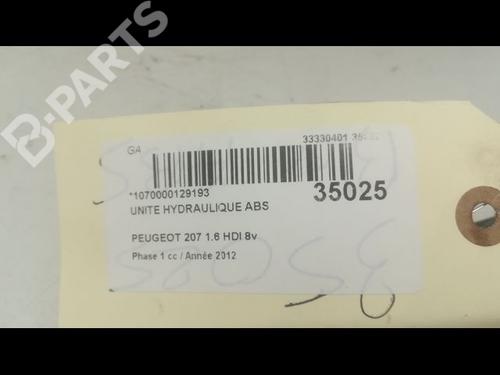 B-PARTS
GA
33330401
*1070000129193
35025
UNITE HYDRAULIQUE ABS
PEUGEOT 207 1.6 HDI 8v
Phase 1 cc / Année 2012